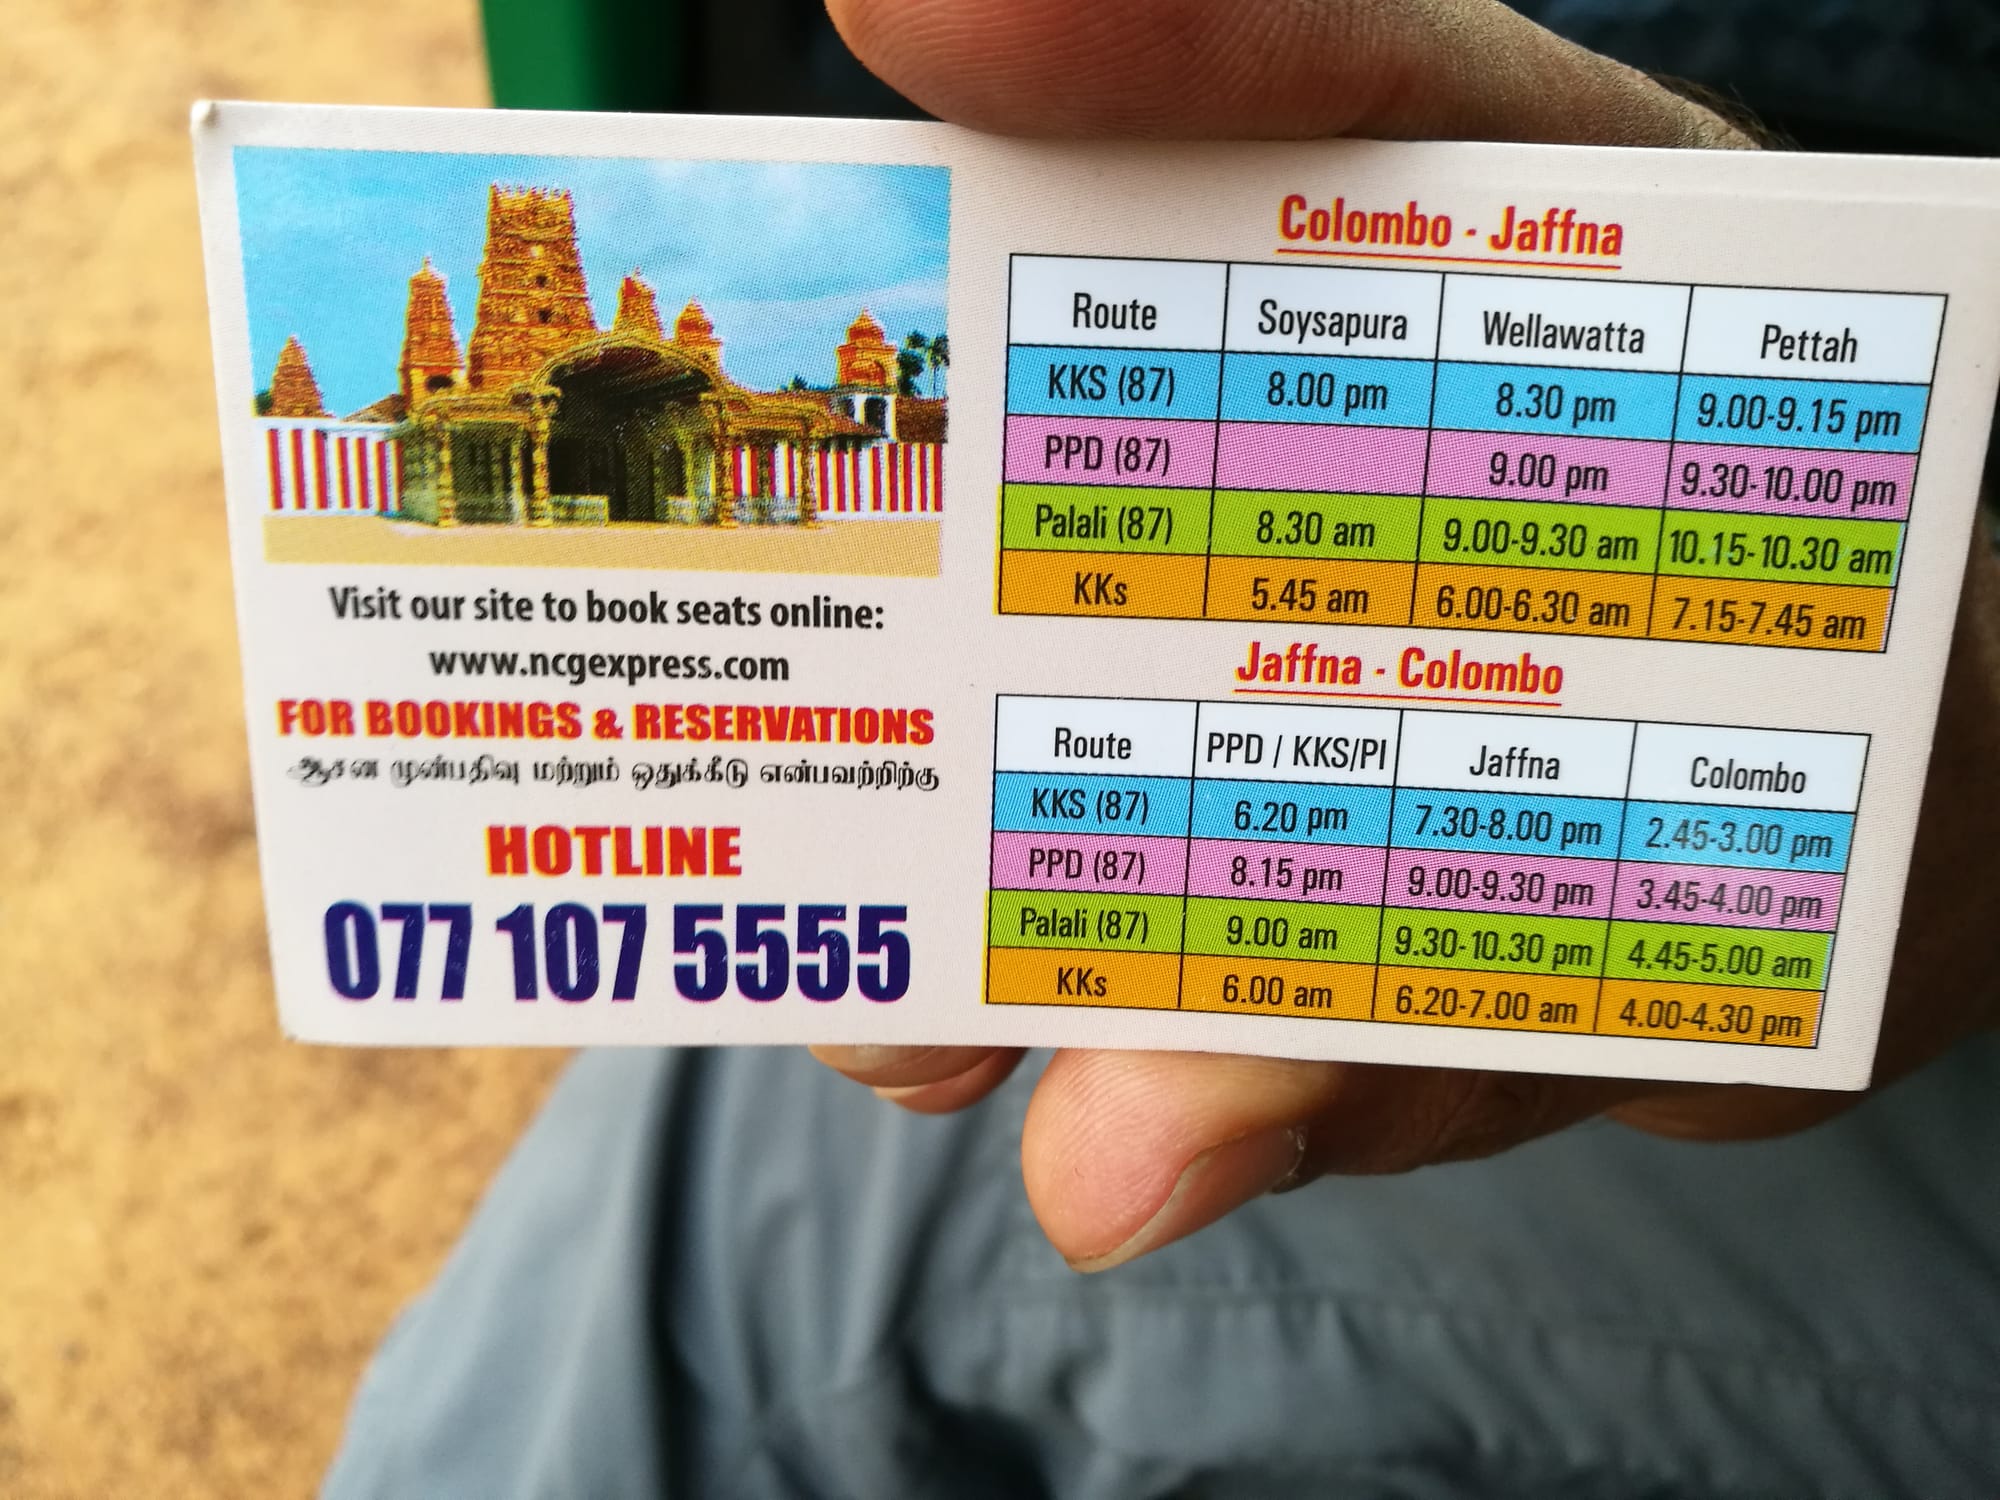 Visit our site to book seats online:
www.ncgexpress.com
FOR BOOKINGS & RESERVATIONS
ஆசன முன்பதிவு மற்றும் ஒதுக்கீடு என்பவற்றிற்கு
HOTLINE
077 107 5555
Colombo - Jaffna
Route Soysapura Wellawatta Pettah
KKS (87) 8.00 pm 8.30 pm 9.00-9.15 pm
PPD (87) 9.00 pm 9.30-10.00 pm
Palali (87) 8.30 am 9.00-9.30 am 10.15-10.30 am
KKs 5.45 am 6.00-6.30 am 7.15-7.45 am
Jaffna - Colombo
Route PPD / KKS/PI Jaffna Colombo
KKS (87) 6.20 pm 7.30-8.00 pm 2.45-3.00 pm
PPD (87) 8.15 pm 9.00-9.30 pm 3.45-4.00 pm
Palali (87) 9.00 am 9.30-10.30 pm 4.45-5.00 am
KKs 6.00 am 6.20-7.00 am 4.00-4.30 pm